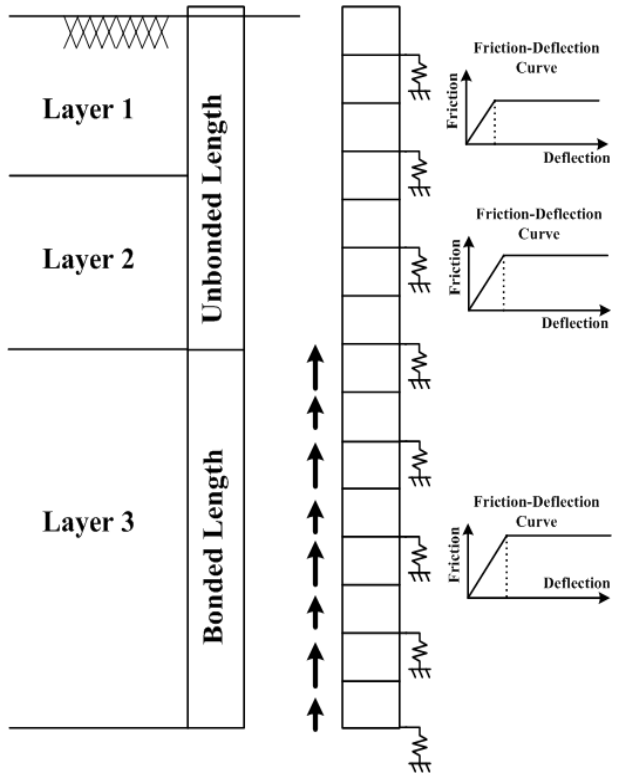 Layer 1
Layer 2
Layer 3
Unbonded Length
Bonded Length
Friction-Deflection
Curve
Friction
Deflection
Friction-Deflection
Curve
Friction
Deflection
Friction-Deflection
Curve
Friction
Deflection